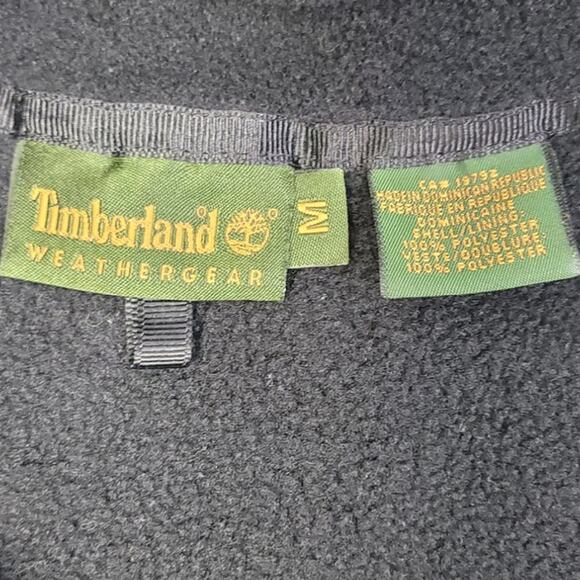 Timberland
WEATHERGEAR
M
CA# 19792
MADE IN DOMINICAN REPUBLIC
FABRIQUE EN REPUBLIQUE
DOMINICAINE
SHELL/LINING:
100% POLYESTER
VESTE/DOUBLURE:
100% POLYESTER